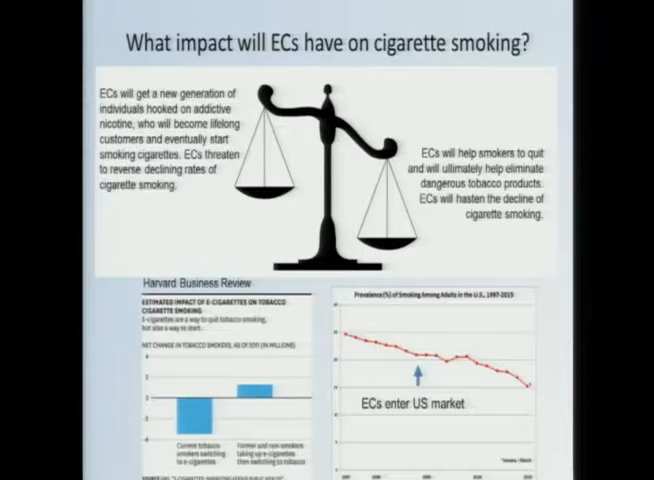 What impact will ECs have on cigarette smoking?
ECs will get a new generation of
individuals hooked on addictive
nicotine, who will become lifelong
customers and eventually start
smoking cigarettes. ECs threaten
to reverse declining rates of
cigarette smoking.
ECs will help smokers to quit
and will ultimately help eliminate
dangerous tobacco products.
ECs will hasten the decline of
cigarette smoking.
Harvard Business Review
ESTIMATED IMPACT OF E-CIGARETTES ON TOBACCO
CIGARETTE SMOKING
E-cigarettes are a way to quit tobacco smoking,
but also a way to start.
NET CHANGE IN TOBACCO SMOKERS, AS OF 2015 (IN MILLIONS)
4
2
0
-2
-4
Current tobacco
smokers switching
to e-cigarettes
Former and non smokers
taking up e-cigarettes
then switching to tobacco
Prevalence (%) of Smoking Among Adults in the U.S., 1997-2015
ECs enter US market